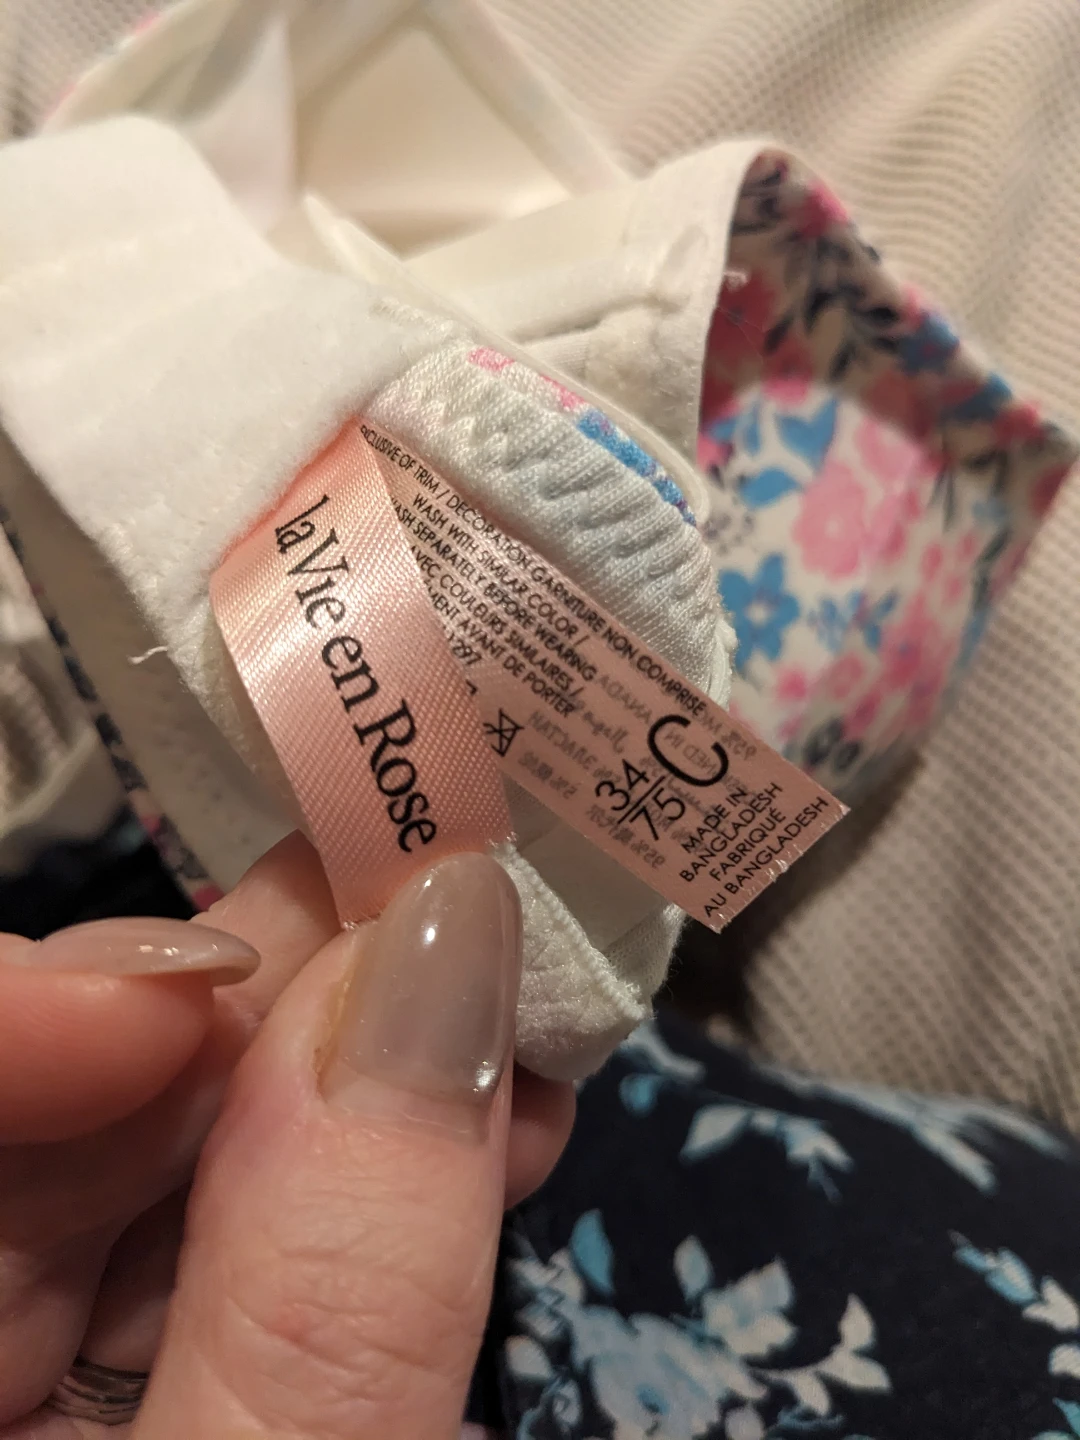 la Vie en Rose
EXCLUSIVE OF TRIM / DECORATION GARNITURE NON COMPRISE
WASH WITH SIMILAR COLOR /
WASH SEPARATELY BEFORE WEARING
AVEC COULEURS SIMILAIRES /
AVANT DE PORTER
34
75
C
MADE IN
BANGLADESH
FABRIQUÉ
AU BANGLADESH